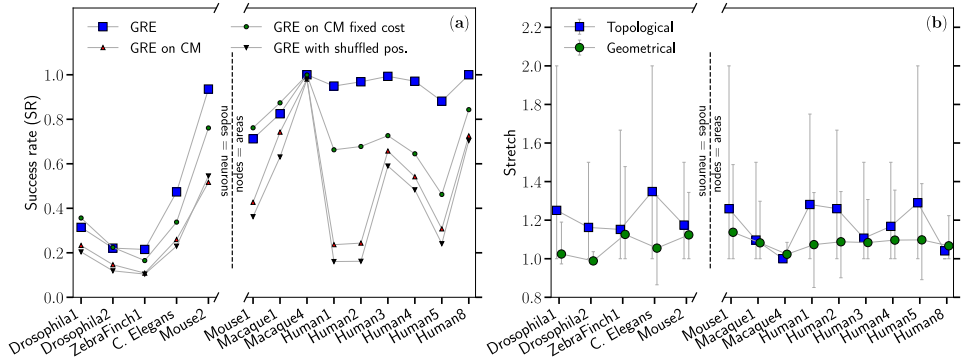 (a)
GRE
GRE on CM
GRE on CM fixed cost
GRE with shuffled pos.
Success rate (SR)
1.0
0.8
0.6
0.4
0.2
0.0
nodes = neurons
nodes = areas
Drosophila1
Drosophila2
ZebraFinch1
C. Elegans
Mouse2
Mouse1
Macaque1
Macaque4
Human1
Human2
Human3
Human4
Human5
Human8
(b)
Topological
Geometrical
Stretch
2.2
2.0
1.8
1.6
1.4
1.2
1.0
0.8
nodes = neurons
nodes = areas
Drosophila1
Drosophila2
ZebraFinch1
C. Elegans
Mouse2
Mouse1
Macaque1
Macaque4
Human1
Human2
Human3
Human4
Human5
Human8